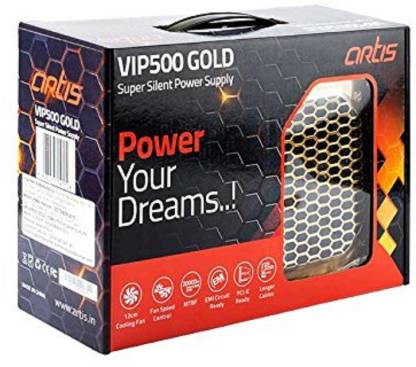 VIP500 GOLD
Super Silent Power Supply
artis
Power
Your
Dreams..!
12cm
Cooling Fan
Fan Speed
Control
MTBF
EMI Circuit
Ready
PCI-E
Ready
Longer
Cables
artis
VIP500 GOLD
Super Silent Power Supply
www.artis.in